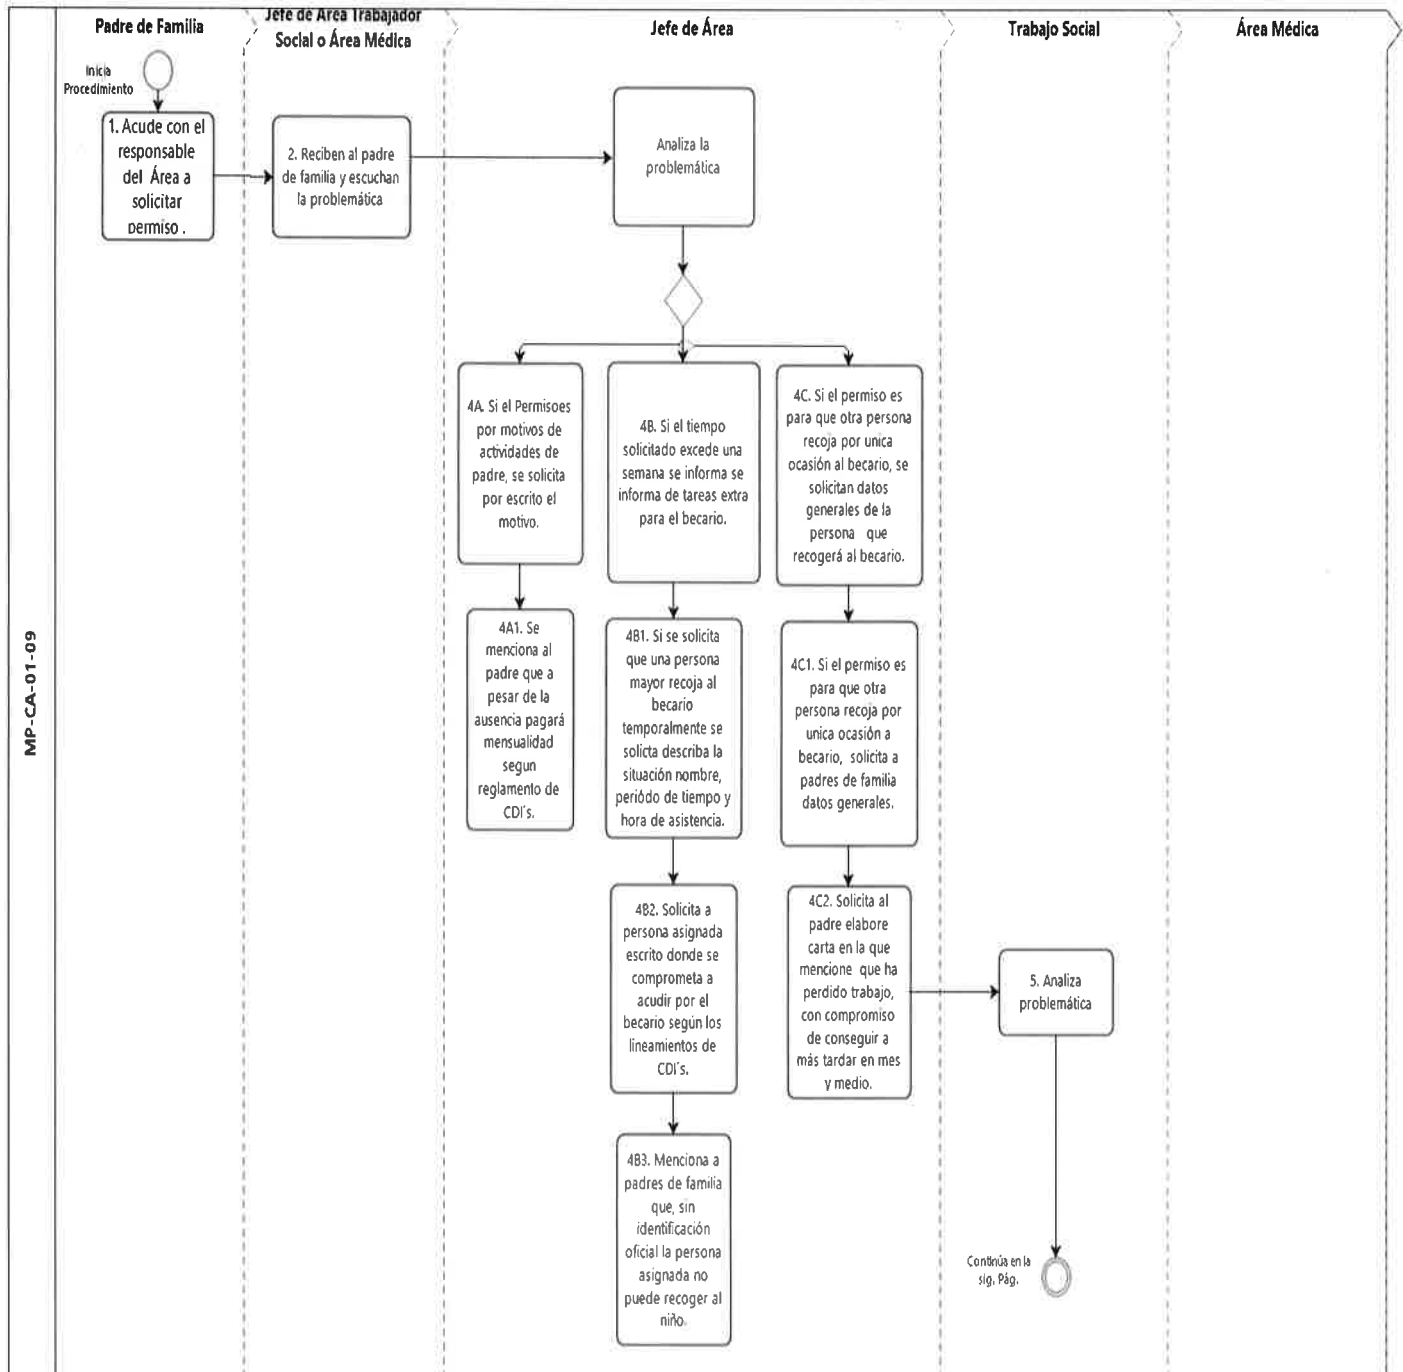 Padre de Familia
Jefe de Área Trabajador
Social o Área Médica
Jefe de Área
Trabajo Social
Área Médica
Inicia
Procedimiento
1. Acude con el
responsable
del Área a
solicitar
permiso .
2. Reciben al padre
de familia y escuchan
la problemática
Analiza la
problemática
4A. Si el Permisoes
por motivos de
actividades de
padre, se solicita
por escrito el
motivo.
4B. Si el tiempo
solicitado excede una
semana se informa se
informa de tareas extra
para el becario.
4C. Si el permiso es
para que otra persona
recoja por unica
ocasión al becario, se
solicitan datos
generales de la
persona que
recogerá al becario.
4A1. Se
menciona al
padre que a
pesar de la
ausencia pagará
mensualidad
segun
reglamento de
CDI´s.
4B1. Si se solicita
que una persona
mayor recoja al
becario
temporalmente se
solicta describa la
situación nombre,
periódo de tiempo y
hora de asistencia.
4C1. Si el permiso es
para que otra
persona recoja por
unica ocasión a
becario, solicita a
padres de familia
datos generales.
4B2. Solicita a
persona asignada
escrito donde se
comprometa a
acudir por el
becario según los
lineamientos de
CDI´s.
4C2. Solicita al
padre elabore
carta en la que
mencione que ha
perdido trabajo,
con compromiso
de conseguir a
más tardar en mes
y medio.
5. Analiza
problemática
4B3. Menciona a
padres de familia
que, sin
identificación
oficial la persona
asignada no
puede recoger al
niño.
Continúa en la
sig. Pág.
MP-CA-01-09